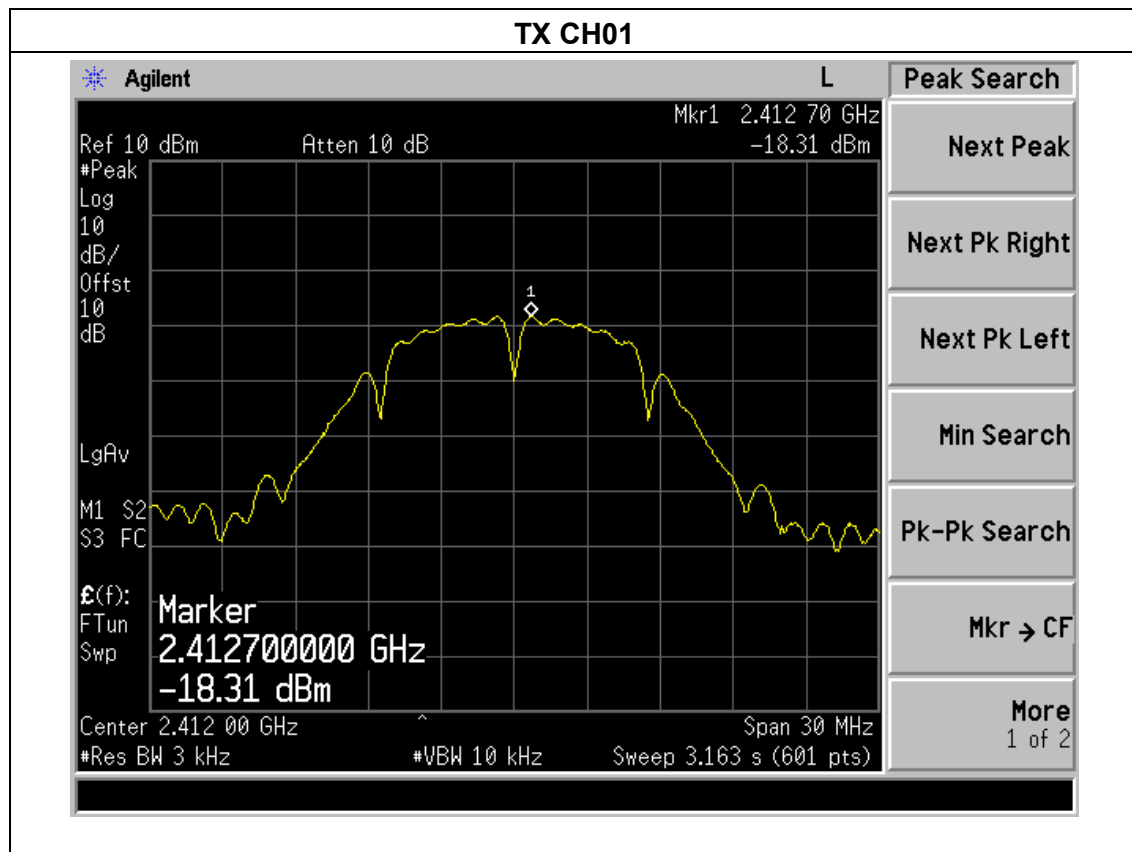 TX CH01
Agilent
L
Peak Search
Mkr1 2.412 70 GHz
Ref 10 dBm Atten 10 dB -18.31 dBm
#Peak
Log
10
dB/
Offst
10
dB
1
LgAv
M1 S2
S3 FC
£(f):
FTun
Swp
Marker
2.412700000 GHz
-18.31 dBm
Center 2.412 00 GHz ^ Span 30 MHz
#Res BW 3 kHz #VBW 10 kHz Sweep 3.163 s (601 pts)
Next Peak
Next Pk Right
Next Pk Left
Min Search
Pk-Pk Search
Mkr → CF
More
1 of 2